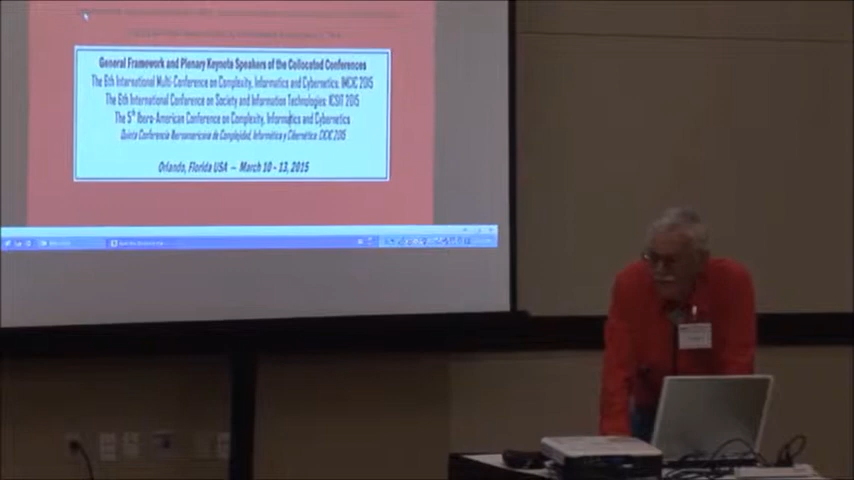 General Framework and Plenary Keynote Speakers of the Collocated Conferences
The 6th International Multi-Conference on Complexity, Informatics and Cybernetics: IMCIC 2015
The 6th International Conference on Society and Information Technologies: ICSIT 2015
The 5th Ibero-American Conference on Complexity, Informatics and Cybernetics
Quinta Conferencia Iberoamericana de Complejidad, Informática y Cibernética: CICIC 2015
Orlando, Florida USA — March 10 - 13, 2015